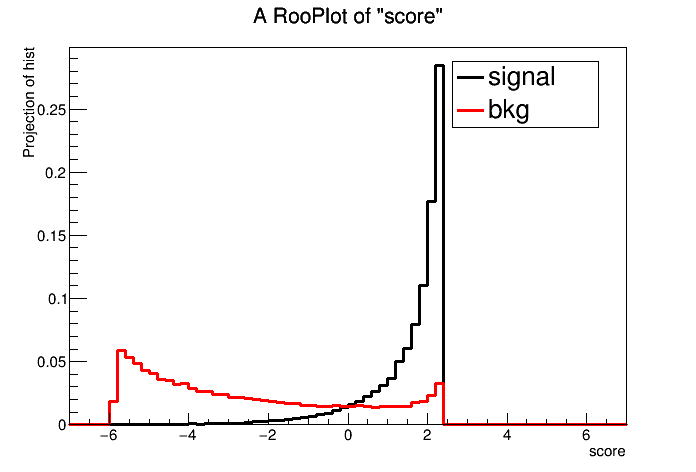 A RooPlot of "score"
Projection of hist
signal
bkg
0.25
0.2
0.15
0.1
0.05
0
−6 −4 −2 0 2 4 6
score